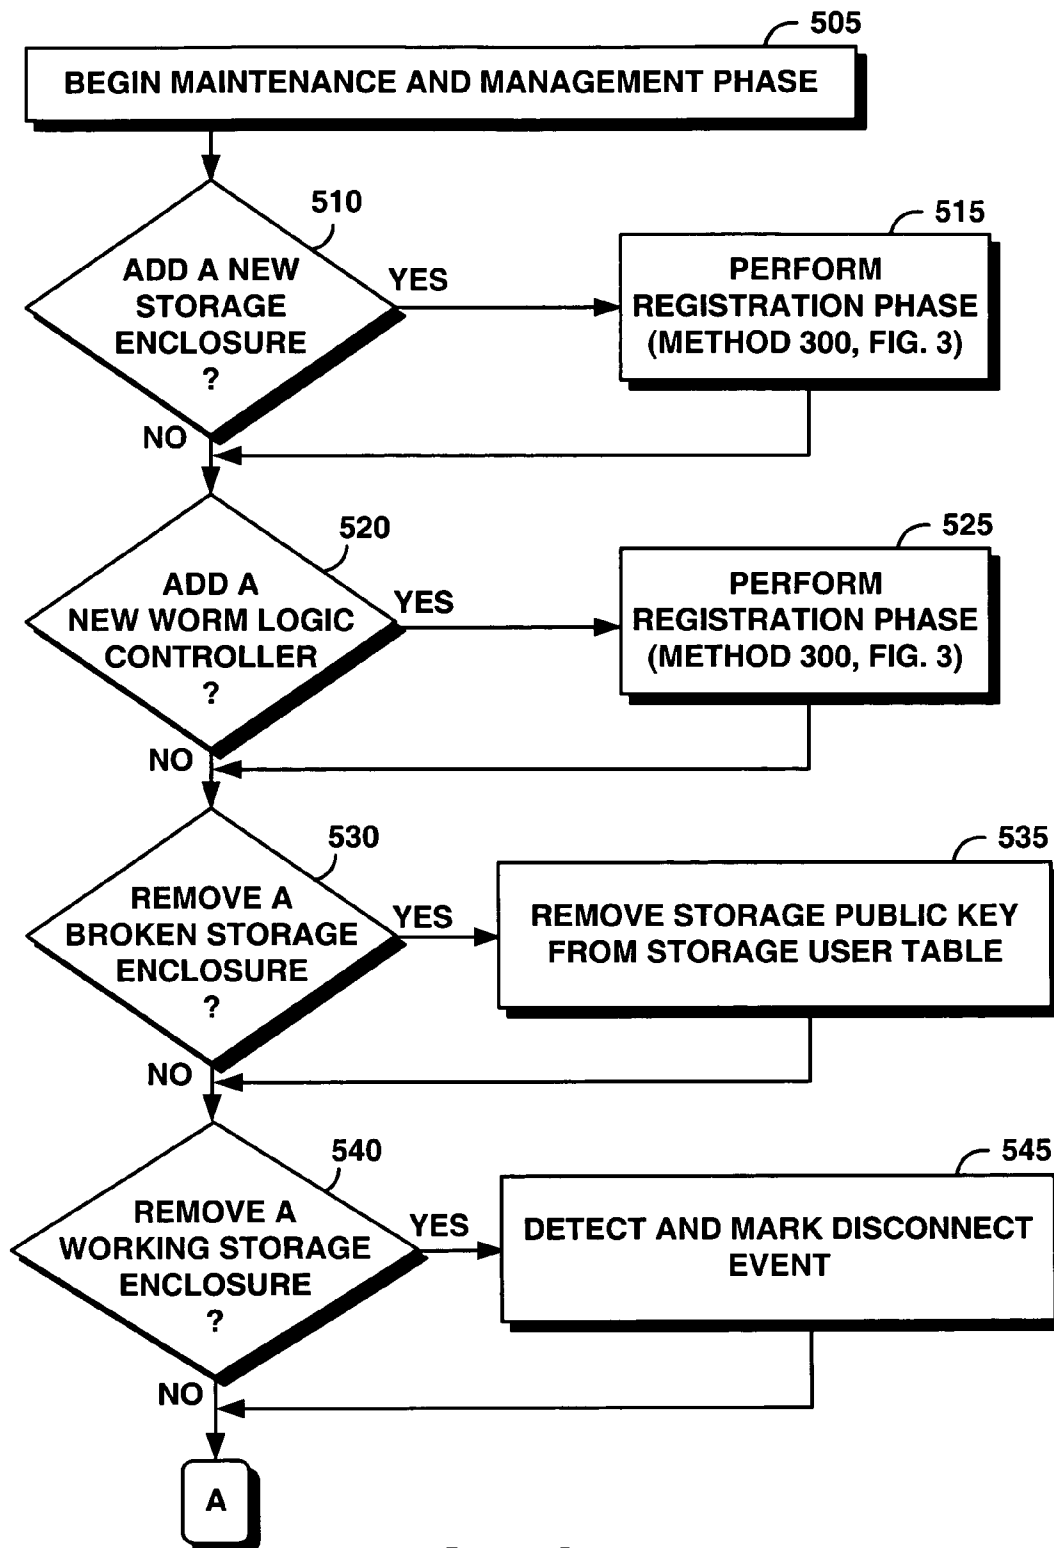 505
BEGIN MAINTENANCE AND MANAGEMENT PHASE
510
ADD A NEW
STORAGE
ENCLOSURE
?
YES
NO
515
PERFORM
REGISTRATION PHASE
(METHOD 300, FIG. 3)
520
ADD A
NEW WORM LOGIC
CONTROLLER
?
YES
NO
525
PERFORM
REGISTRATION PHASE
(METHOD 300, FIG. 3)
530
REMOVE A
BROKEN STORAGE
ENCLOSURE
?
YES
NO
535
REMOVE STORAGE PUBLIC KEY
FROM STORAGE USER TABLE
540
REMOVE A
WORKING STORAGE
ENCLOSURE
?
YES
NO
545
DETECT AND MARK DISCONNECT
EVENT
A